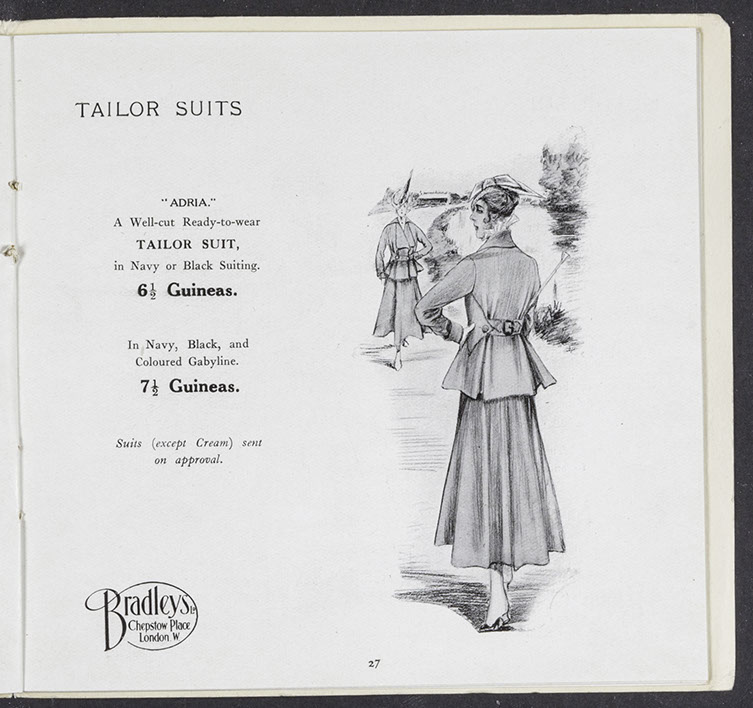 TAILOR SUITS
"ADRIA."
A Well-cut Ready-to-wear
TAILOR SUIT,
in Navy or Black Suiting.
6½ Guineas.
In Navy, Black, and
Coloured Gabyline.
7½ Guineas.
Suits (except Cream) sent
on approval.
Bradleys Ld
Chepstow Place
London W
27